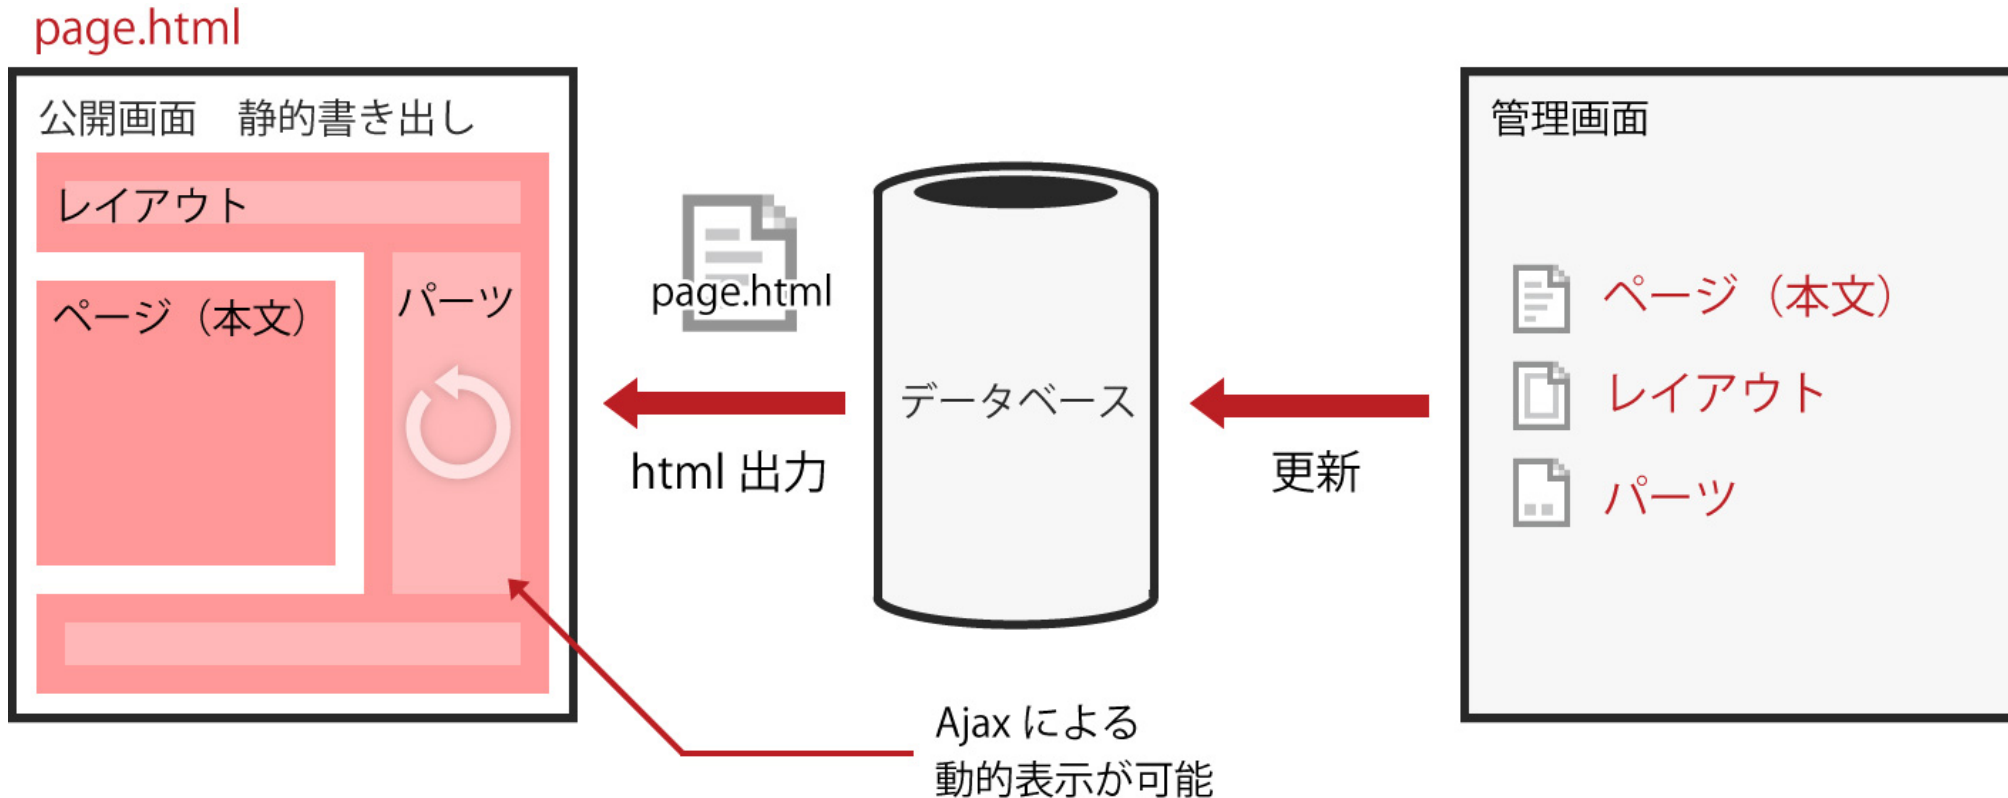 page.html
公開画面　静的書き出し
レイアウト
ページ（本文）
パーツ
page.html
html 出力
データベース
更新
管理画面
ページ（本文）
レイアウト
パーツ
Ajax による
動的表示が可能